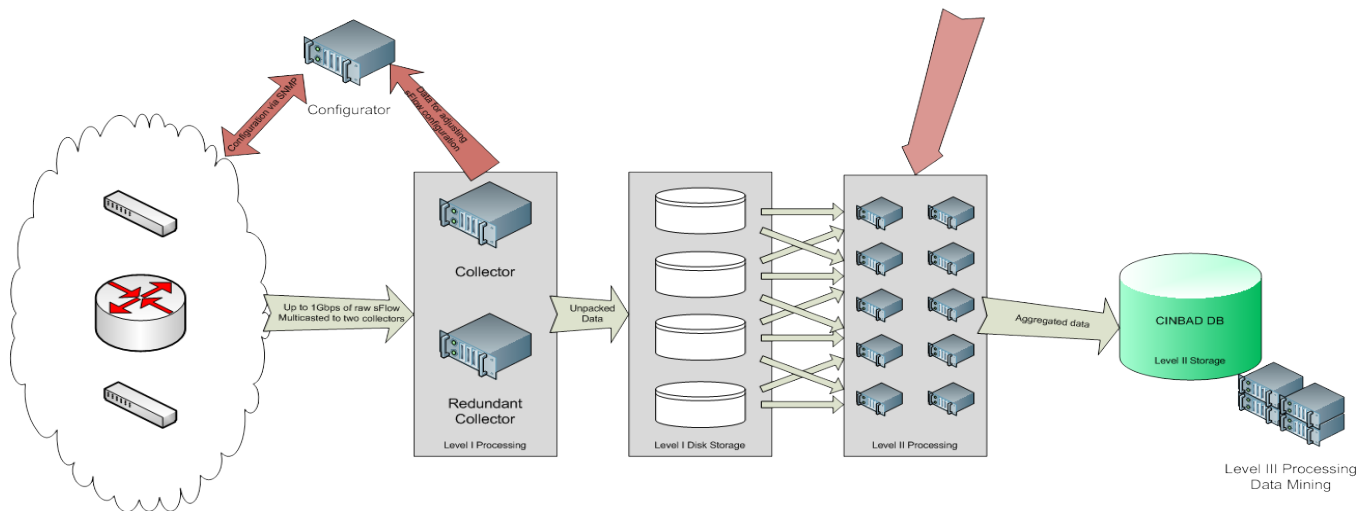 Configurator
Configuration via SNMP
Data for adjusting
sFlow configuration
Up to 1Gbps of raw sFlow
Multicasted to two collectors
Collector
Redundant
Collector
Level I Processing
Unpacked
Data
Level I Disk Storage
Level II Processing
Aggregated data
CINBAD DB
Level II Storage
Level III Processing
Data Mining